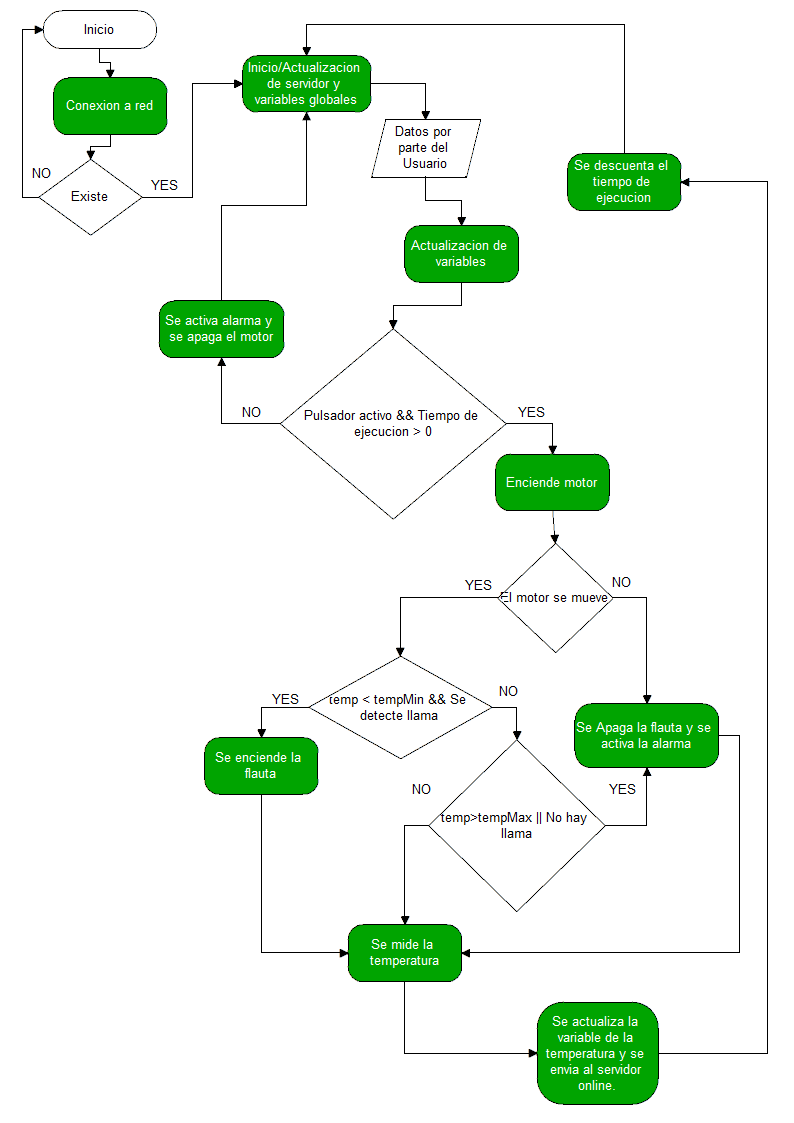 Inicio
Conexion a red
Existe
NO
YES
Inicio/Actualizacion
de servidor y
variables globales
Datos por
parte del
Usuario
Se descuenta el
tiempo de
ejecucion
Actualizacion de
variables
Se activa alarma y
se apaga el motor
Pulsador activo && Tiempo de
ejecucion > 0
NO
YES
Enciende motor
El motor se mueve
YES
NO
temp < tempMin && Se
detecte llama
YES
NO
Se enciende la
flauta
Se Apaga la flauta y se
activa la alarma
temp>tempMax || No hay
llama
NO
YES
Se mide la
temperatura
Se actualiza la
variable de la
temperatura y se
envia al servidor
online.